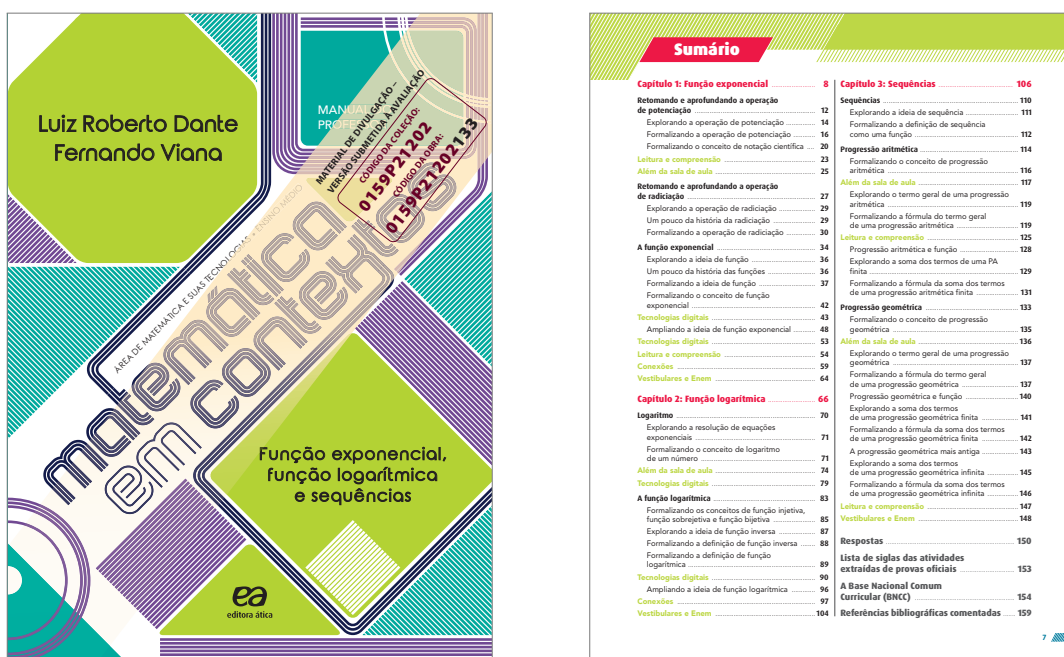 Luiz Roberto Dante
Fernando Viana
MANUAL
PROFE
MATERIAL DE DIVULGAÇÃO –
VERSÃO SUBMETIDA À AVALIAÇÃO
CÓDIGO DA COLEÇÃO:
0159P21202
CÓDIGO DA OBRA:
0159P21202133
ÁREA DE MATEMÁTICA E SUAS TECNOLOGIAS • ENSINO MÉDIO
matemática
em contextos
Função exponencial,
função logarítmica
e sequências
ea
editora ática
Sumário
Capítulo 1: Função exponencial 8
Retomando e aprofundando a operação
de potenciação 12
Explorando a operação de potenciação 14
Formalizando a operação de potenciação 16
Formalizando o conceito de notação científica 20
Leitura e compreensão 23
Além da sala de aula 25
Retomando e aprofundando a operação
de radiciação 27
Explorando a operação de radiciação 29
Um pouco da história da radiciação 29
Formalizando a operação de radiciação 30
A função exponencial 34
Explorando a ideia de função 36
Um pouco da história das funções 36
Formalizando a ideia de função 37
Formalizando o conceito de função
exponencial 42
Tecnologias digitais 43
Ampliando a ideia de função exponencial 48
Tecnologias digitais 53
Leitura e compreensão 54
Conexões 59
Vestibulares e Enem 64
Capítulo 2: Função logarítmica 66
Logaritmo 70
Explorando a resolução de equações
exponenciais 71
Formalizando o conceito de logaritmo
de um número 71
Além da sala de aula 74
Tecnologias digitais 79
A função logarítmica 83
Formalizando os conceitos de função injetiva,
função sobrejetiva e função bijetiva 85
Explorando a ideia de função inversa 87
Formalizando a definição de função inversa 88
Formalizando a definição de função
logarítmica 89
Tecnologias digitais 90
Ampliando a ideia de função logarítmica 96
Conexões 97
Vestibulares e Enem 104
Capítulo 3: Sequências 106
Sequências 110
Explorando a ideia de sequência 111
Formalizando a definição de sequência
como uma função 112
Progressão aritmética 114
Formalizando o conceito de progressão
aritmética 116
Além da sala de aula 117
Explorando o termo geral de uma progressão
aritmética 119
Formalizando a fórmula do termo geral
de uma progressão aritmética 119
Leitura e compreensão 125
Progressão aritmética e função 128
Explorando a soma dos termos de uma PA
finita 129
Formalizando a fórmula da soma dos termos
de uma progressão aritmética finita 131
Progressão geométrica 133
Formalizando o conceito de progressão
geométrica 135
Além da sala de aula 136
Explorando o termo geral de uma progressão
geométrica 137
Formalizando a fórmula do termo geral
de uma progressão geométrica 137
Progressão geométrica e função 140
Explorando a soma dos termos
de uma progressão geométrica finita 141
Formalizando a fórmula da soma dos termos
de uma progressão geométrica finita 142
A progressão geométrica mais antiga 143
Explorando a soma dos termos
de uma progressão geométrica infinita 145
Formalizando a fórmula da soma dos termos
de uma progressão geométrica infinita 146
Leitura e compreensão 147
Vestibulares e Enem 148
Respostas 150
Lista de siglas das atividades
extraídas de provas oficiais 153
A Base Nacional Comum
Curricular (BNCC) 154
Referências bibliográficas comentadas 159
7